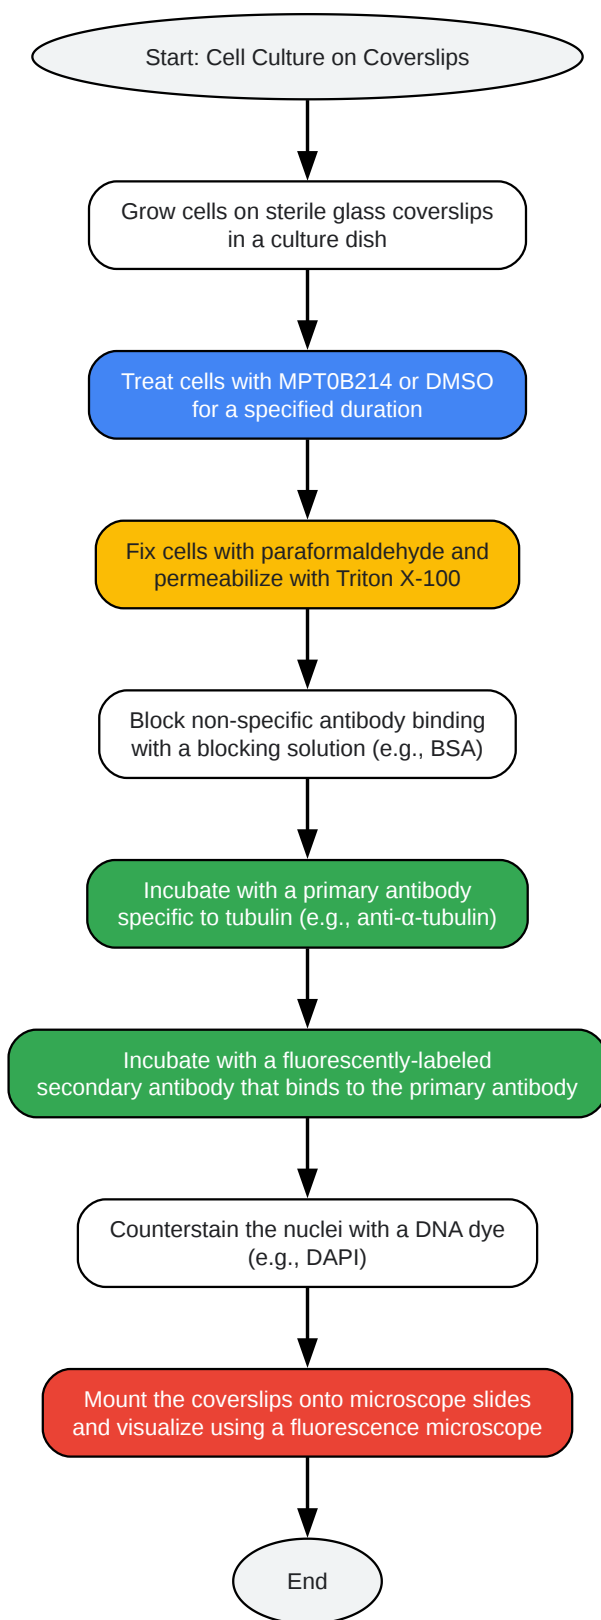 Start: Cell Culture on Coverslips
Grow cells on sterile glass coverslips
in a culture dish
Treat cells with MPT0B214 or DMSO
for a specified duration
Fix cells with paraformaldehyde and
permeabilize with Triton X-100
Block non-specific antibody binding
with a blocking solution (e.g., BSA)
Incubate with a primary antibody
specific to tubulin (e.g., anti-α-tubulin)
Incubate with a fluorescently-labeled
secondary antibody that binds to the primary antibody
Counterstain the nuclei with a DNA dye
(e.g., DAPI)
Mount the coverslips onto microscope slides
and visualize using a fluorescence microscope
End